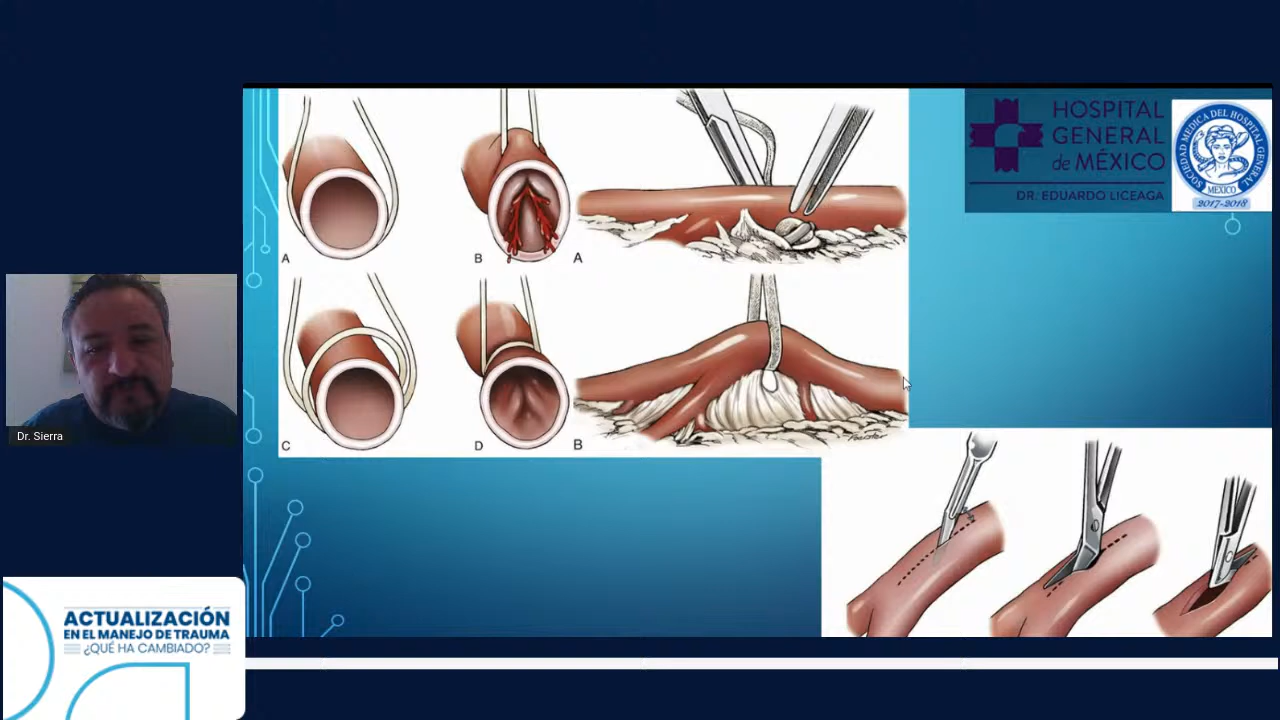 A
B
A
C
D
B
HOSPITAL
GENERAL
de MÉXICO
DR. EDUARDO LICEAGA
SOCIEDAD MEDICA DEL HOSPITAL GENERAL
MEXICO
2017-2018
Dr. Sierra
ACTUALIZACIÓN
EN EL MANEJO DE TRAUMA
¿QUÉ HA CAMBIADO?